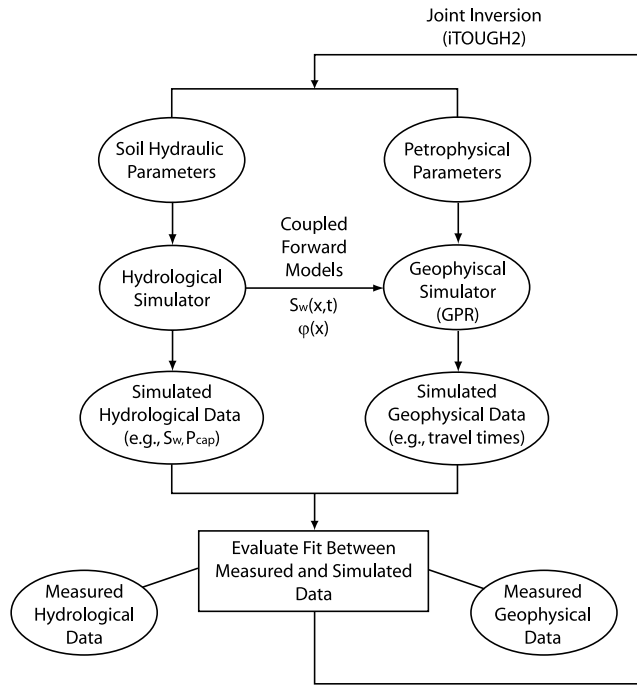 Joint Inversion
(iTOUGH2)
Soil Hydraulic
Parameters
Petrophysical
Parameters
Coupled
Forward
Models
Hydrological
Simulator
Geophyiscal
Simulator
(GPR)
Sw(x,t)
φ(x)
Simulated
Hydrological Data
(e.g., Sw, Pcap)
Simulated
Geophysical Data
(e.g., travel times)
Evaluate Fit Between
Measured and Simulated
Data
Measured
Hydrological
Data
Measured
Geophysical
Data